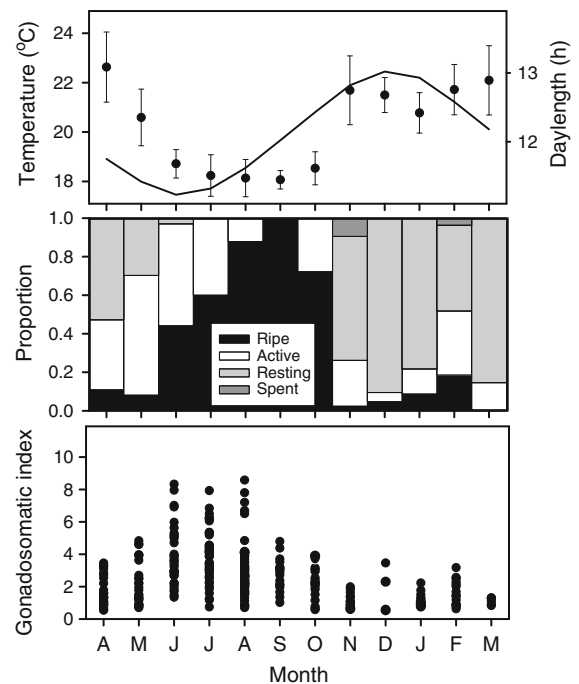 Temperature (°C)
24
22
20
18
13
12
Daylength (h)
Proportion
1.0
0.8
0.6
0.4
0.2
0.0
Ripe
Active
Resting
Spent
Gonadosomatic index
10
8
6
4
2
0
A M J J A S O N D J F M
Month